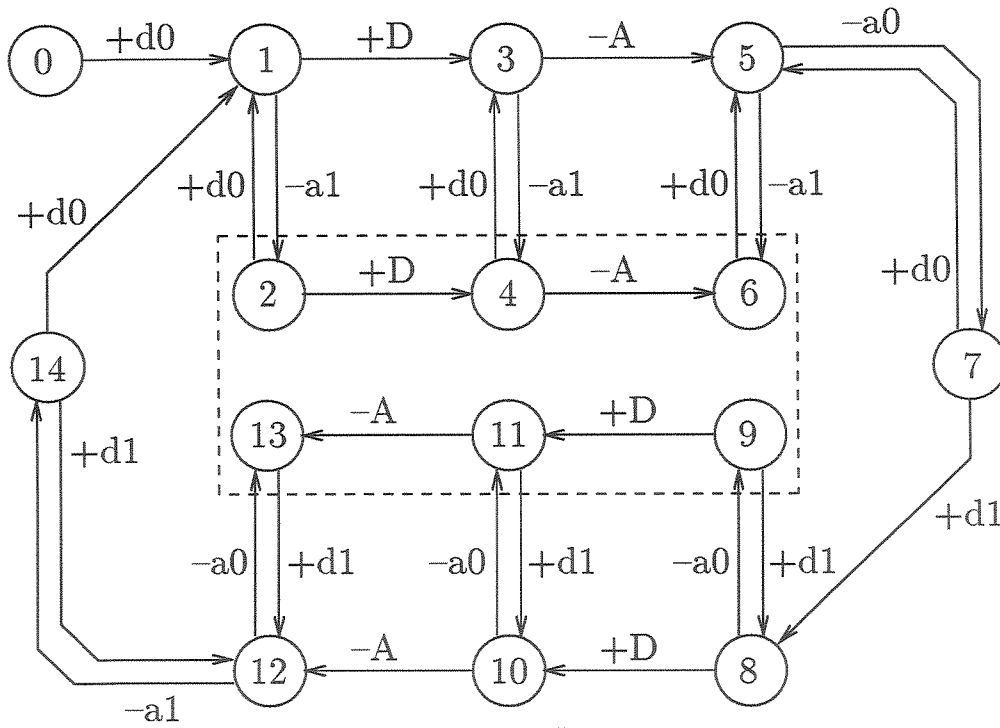 0 +d0 1 +D 3 –A 5 –a0
+d0 –a1 +d0 –a1 +d0 –a1
+d0
+d0
2 +D 4 –A 6
14 7
13 –A 11 +D 9
+d1
+d1
–a0 +d1 –a0 +d1 –a0 +d1
12 –A 10 +D 8
–a1